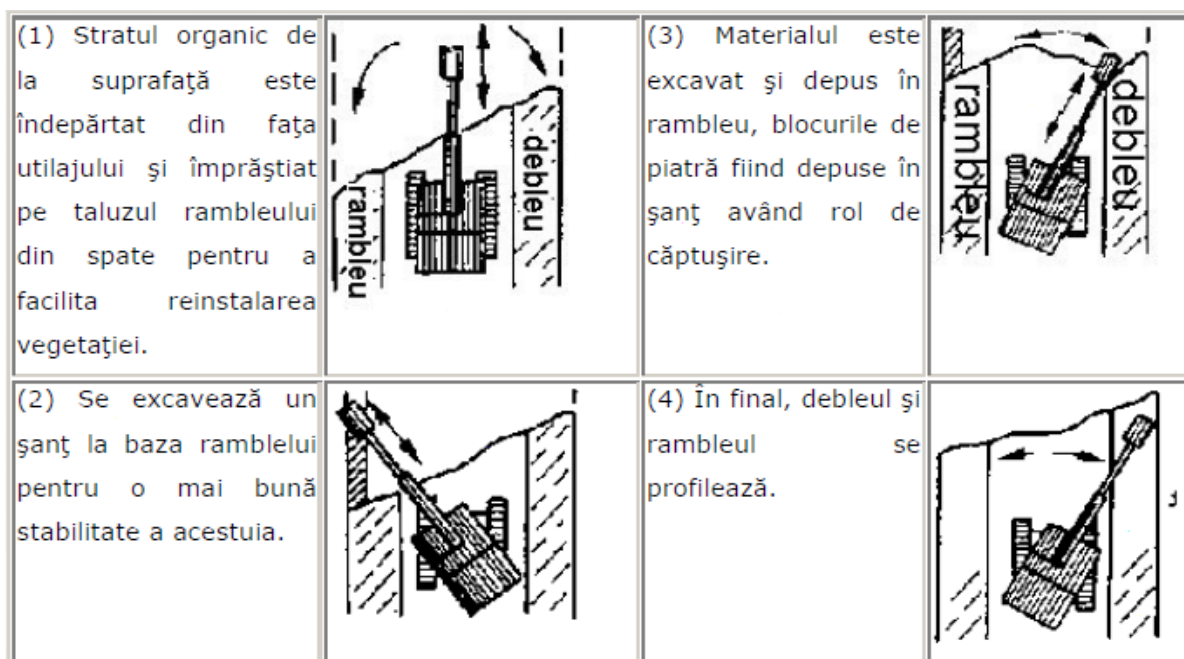 (1) Stratul organic de
la suprafaţă este
îndepărtat din faţa
utilajului şi împrăştiat
pe taluzul rambleului
din spate pentru a
facilita reinstalarea
vegetaţiei.
rambleu
debleu
(3) Materialul este
excavat şi depus în
rambleu, blocurile de
piatră fiind depuse în
şanţ având rol de
căptuşire.
rambleu
debleu
(2) Se excavează un
şanţ la baza ramblelui
pentru o mai bună
stabilitate a acestuia.
(4) În final, debleul şi
rambleul se
profilează.